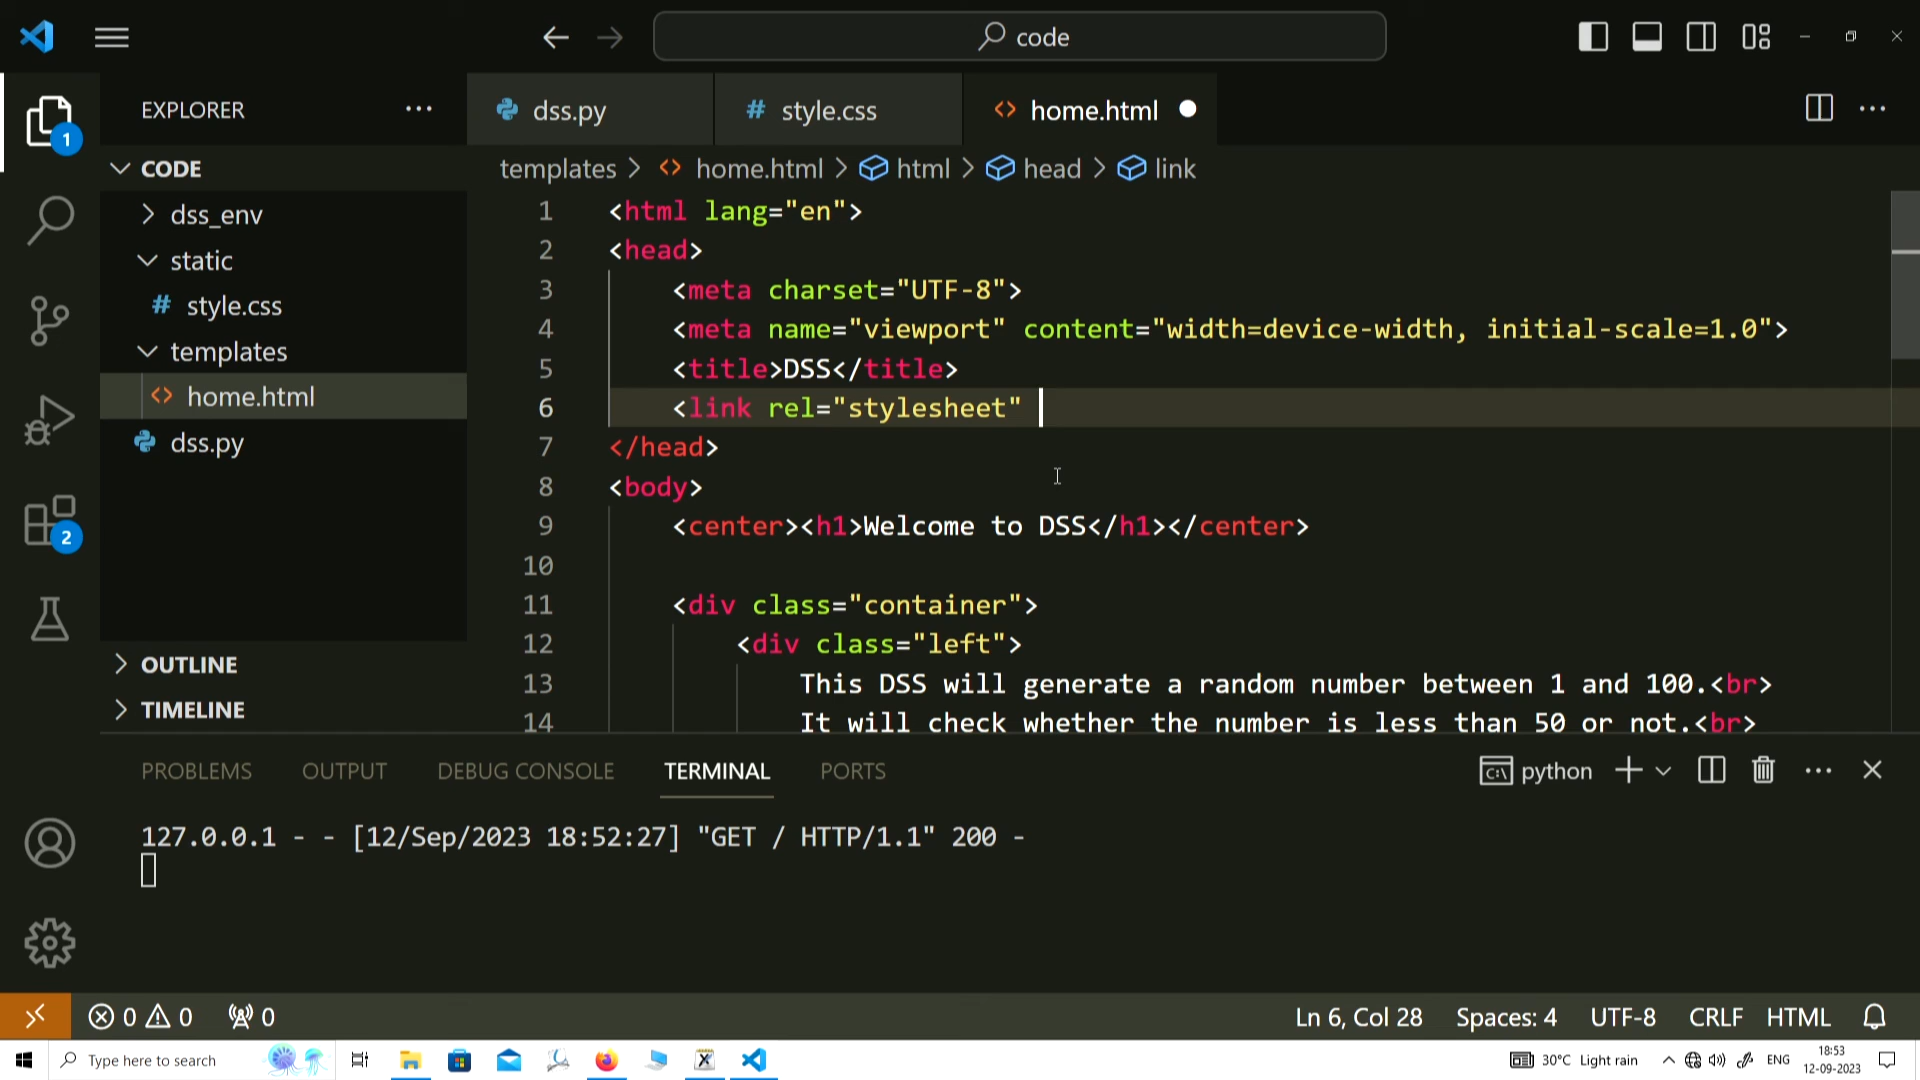 code
EXPLORER
dss.py
style.css
home.html
CODE
templates > home.html > html > head > link
dss_env
static
style.css
templates
home.html
dss.py
OUTLINE
TIMELINE
1 <html lang="en">
2 <head>
3 <meta charset="UTF-8">
4 <meta name="viewport" content="width=device-width, initial-scale=1.0">
5 <title>DSS</title>
6 <link rel="stylesheet"
7 </head>
8 <body>
9 <center><h1>Welcome to DSS</h1></center>
10
11 <div class="container">
12 <div class="left">
13 This DSS will generate a random number between 1 and 100.<br>
14 It will check whether the number is less than 50 or not.<br>
1
2
PROBLEMS OUTPUT DEBUG CONSOLE TERMINAL PORTS
python
127.0.0.1 - - [12/Sep/2023 18:52:27] "GET / HTTP/1.1" 200 -
0 0 0
Ln 6, Col 28 Spaces: 4 UTF-8 CRLF HTML
Type here to search
30°C Light rain
ENG
18:53
12-09-2023